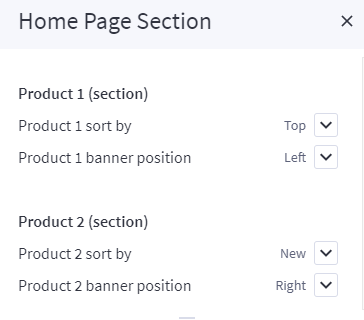 Home Page Section
Product 1 (section)
Product 1 sort by Top
Product 1 banner position Left
Product 2 (section)
Product 2 sort by New
Product 2 banner position Right